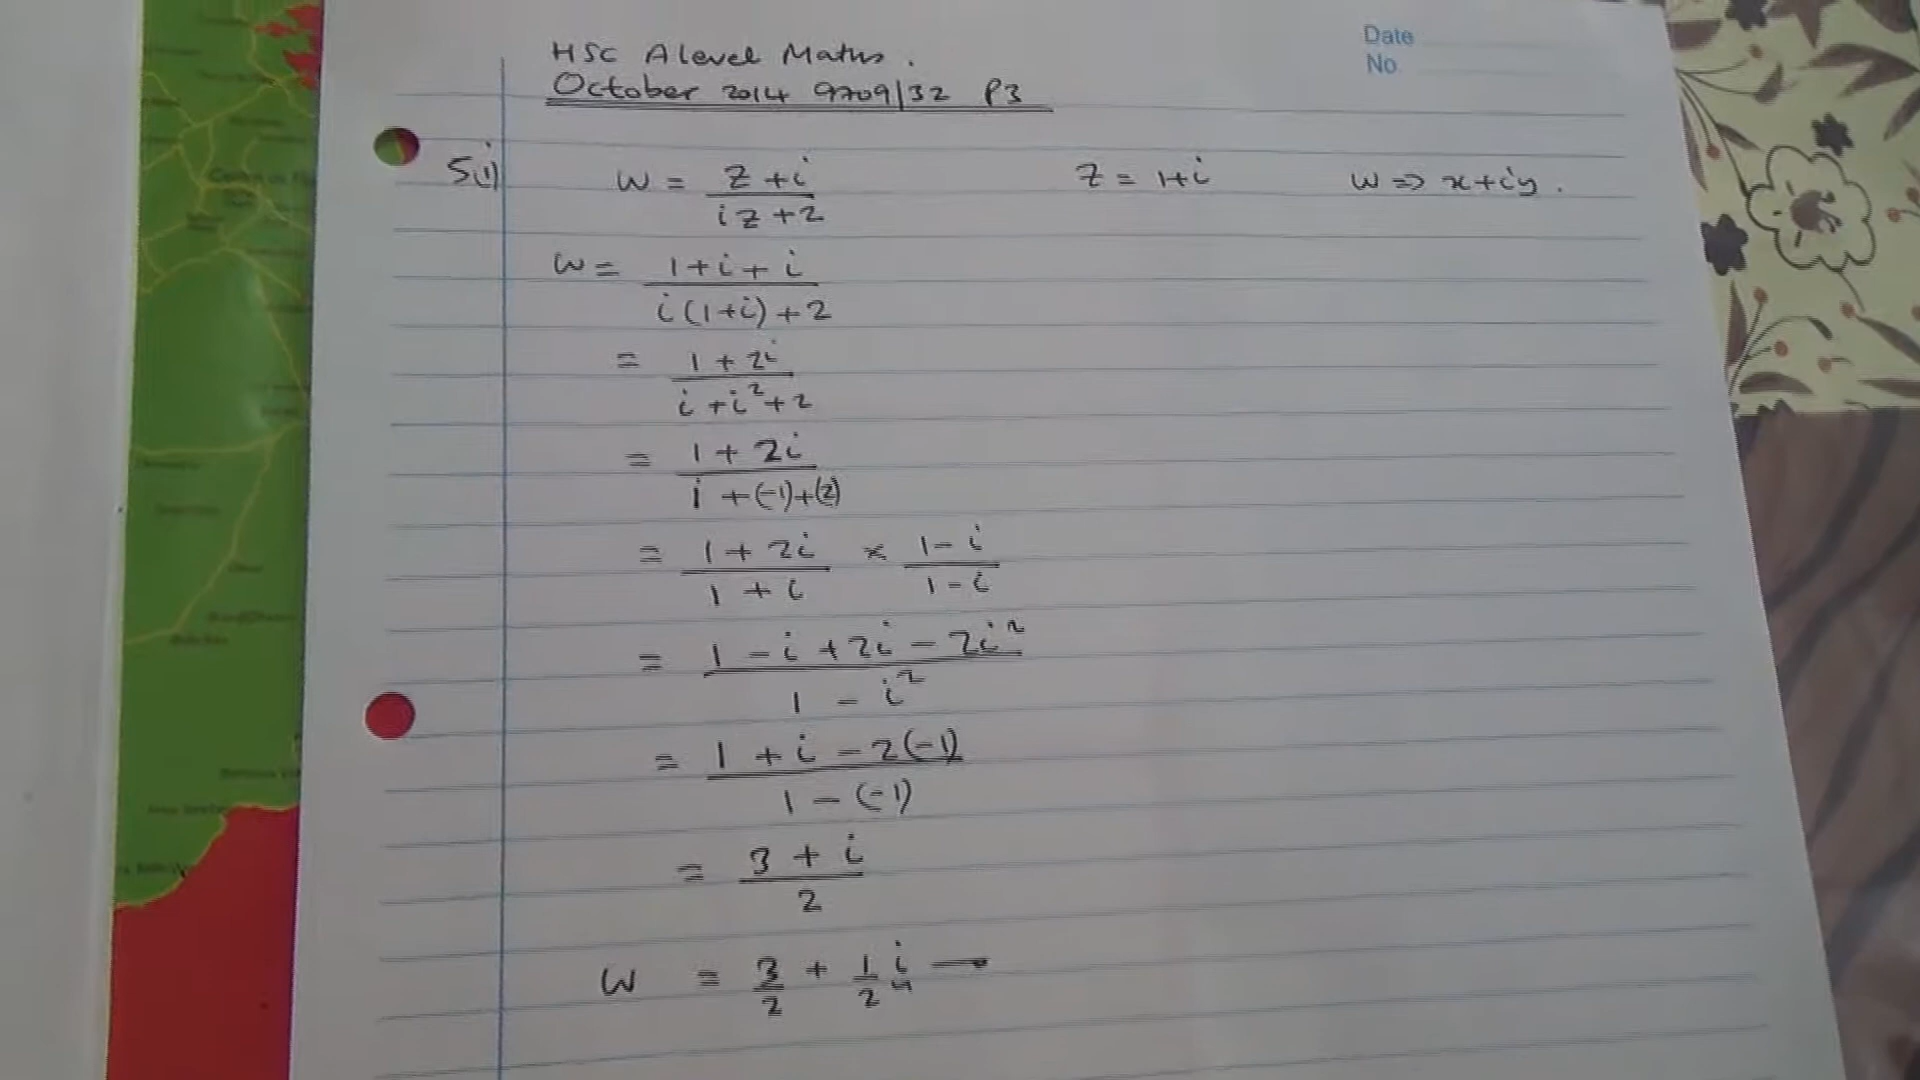 HSC A level Maths.
October 2014 9709/32 P3
Date
No.
5(i) w = (z + i)/(iz + 2) z = 1+i w => x+iy.
w = (1+i+i)/(i(1+i)+2)
= (1+2i)/(i+i²+2)
= (1+2i)/(i+(-1)+(2))
= (1+2i)/(1+i) × (1-i)/(1-i)
= (1-i+2i-2i²)/(1-i²)
= (1+i-2(-1))/(1-(-1))
= (3+i)/2
w = 3/2 + 1/2 i